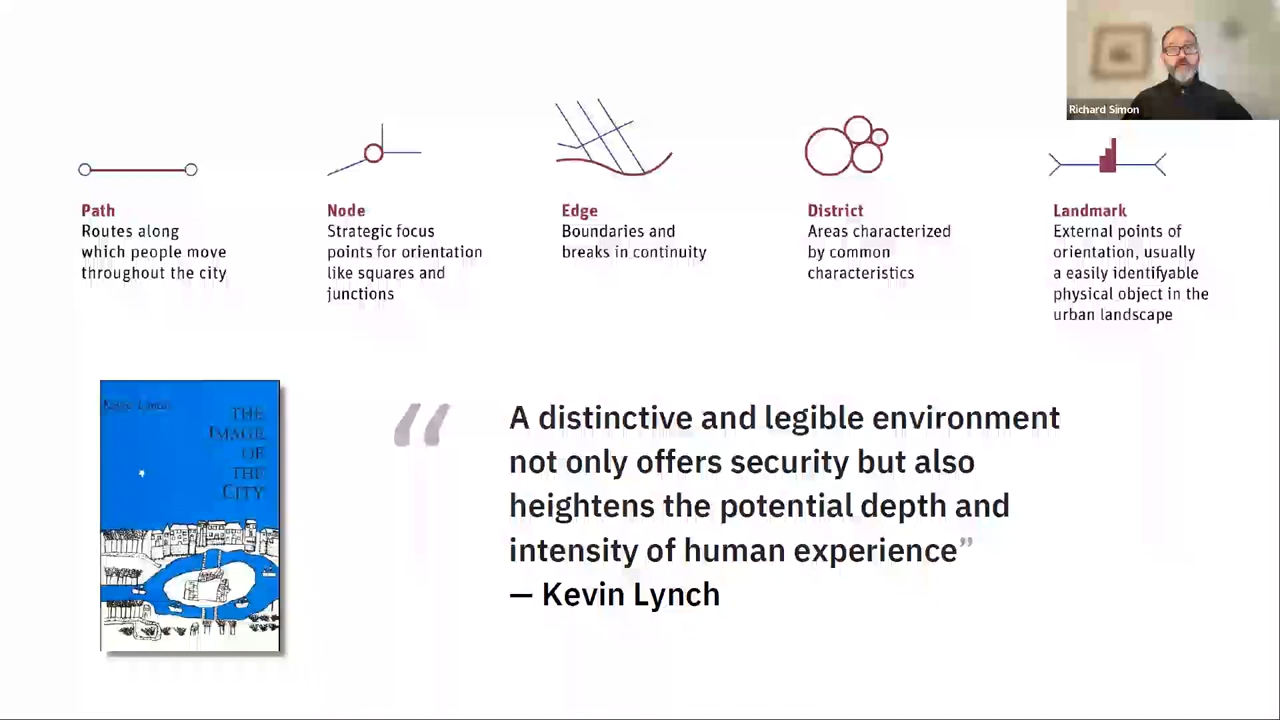 Richard Simon
Path
Routes along
which people move
throughout the city
Node
Strategic focus
points for orientation
like squares and
junctions
Edge
Boundaries and
breaks in continuity
District
Areas characterized
by common
characteristics
Landmark
External points of
orientation, usually
a easily identifyable
physical object in the
urban landscape
Kevin Lynch
THE
IMAGE
OF
THE
CITY
“ A distinctive and legible environment
not only offers security but also
heightens the potential depth and
intensity of human experience”
— Kevin Lynch